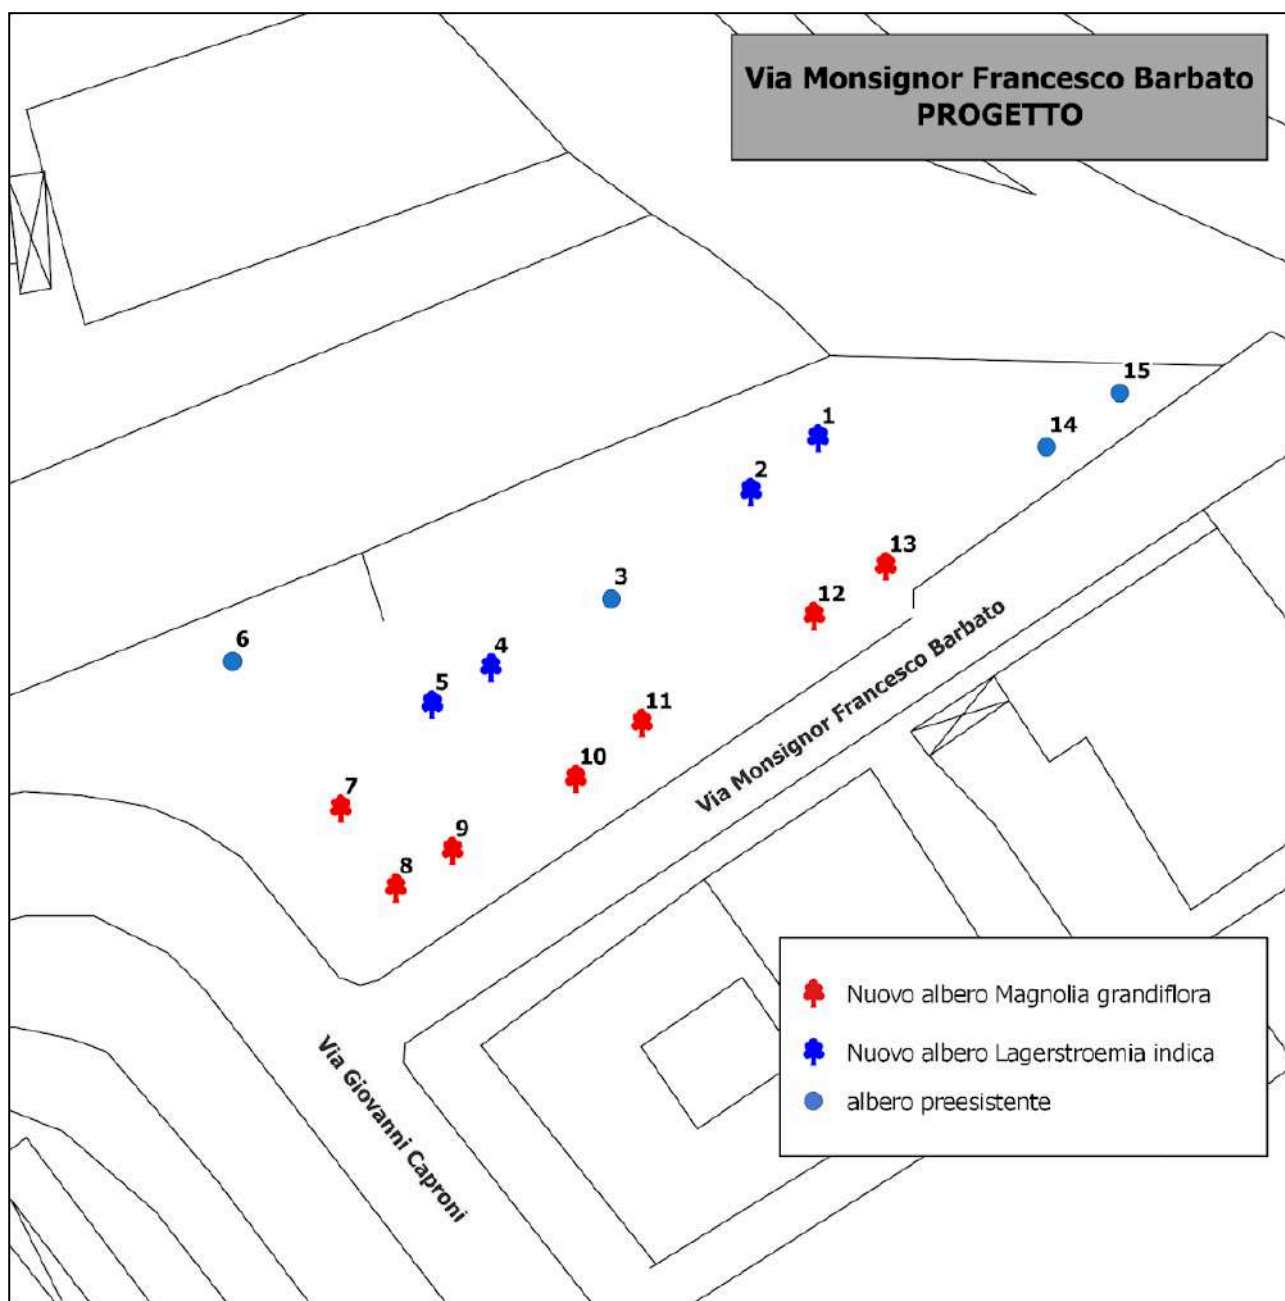 Via Monsignor Francesco Barbato
PROGETTO
15
1
14
2
13
3
12
6
4
5
11
10
7
9
8
Via Monsignor Francesco Barbato
Via Giovanni Caproni
Nuovo albero Magnolia grandiflora
Nuovo albero Lagerstroemia indica
albero preesistente